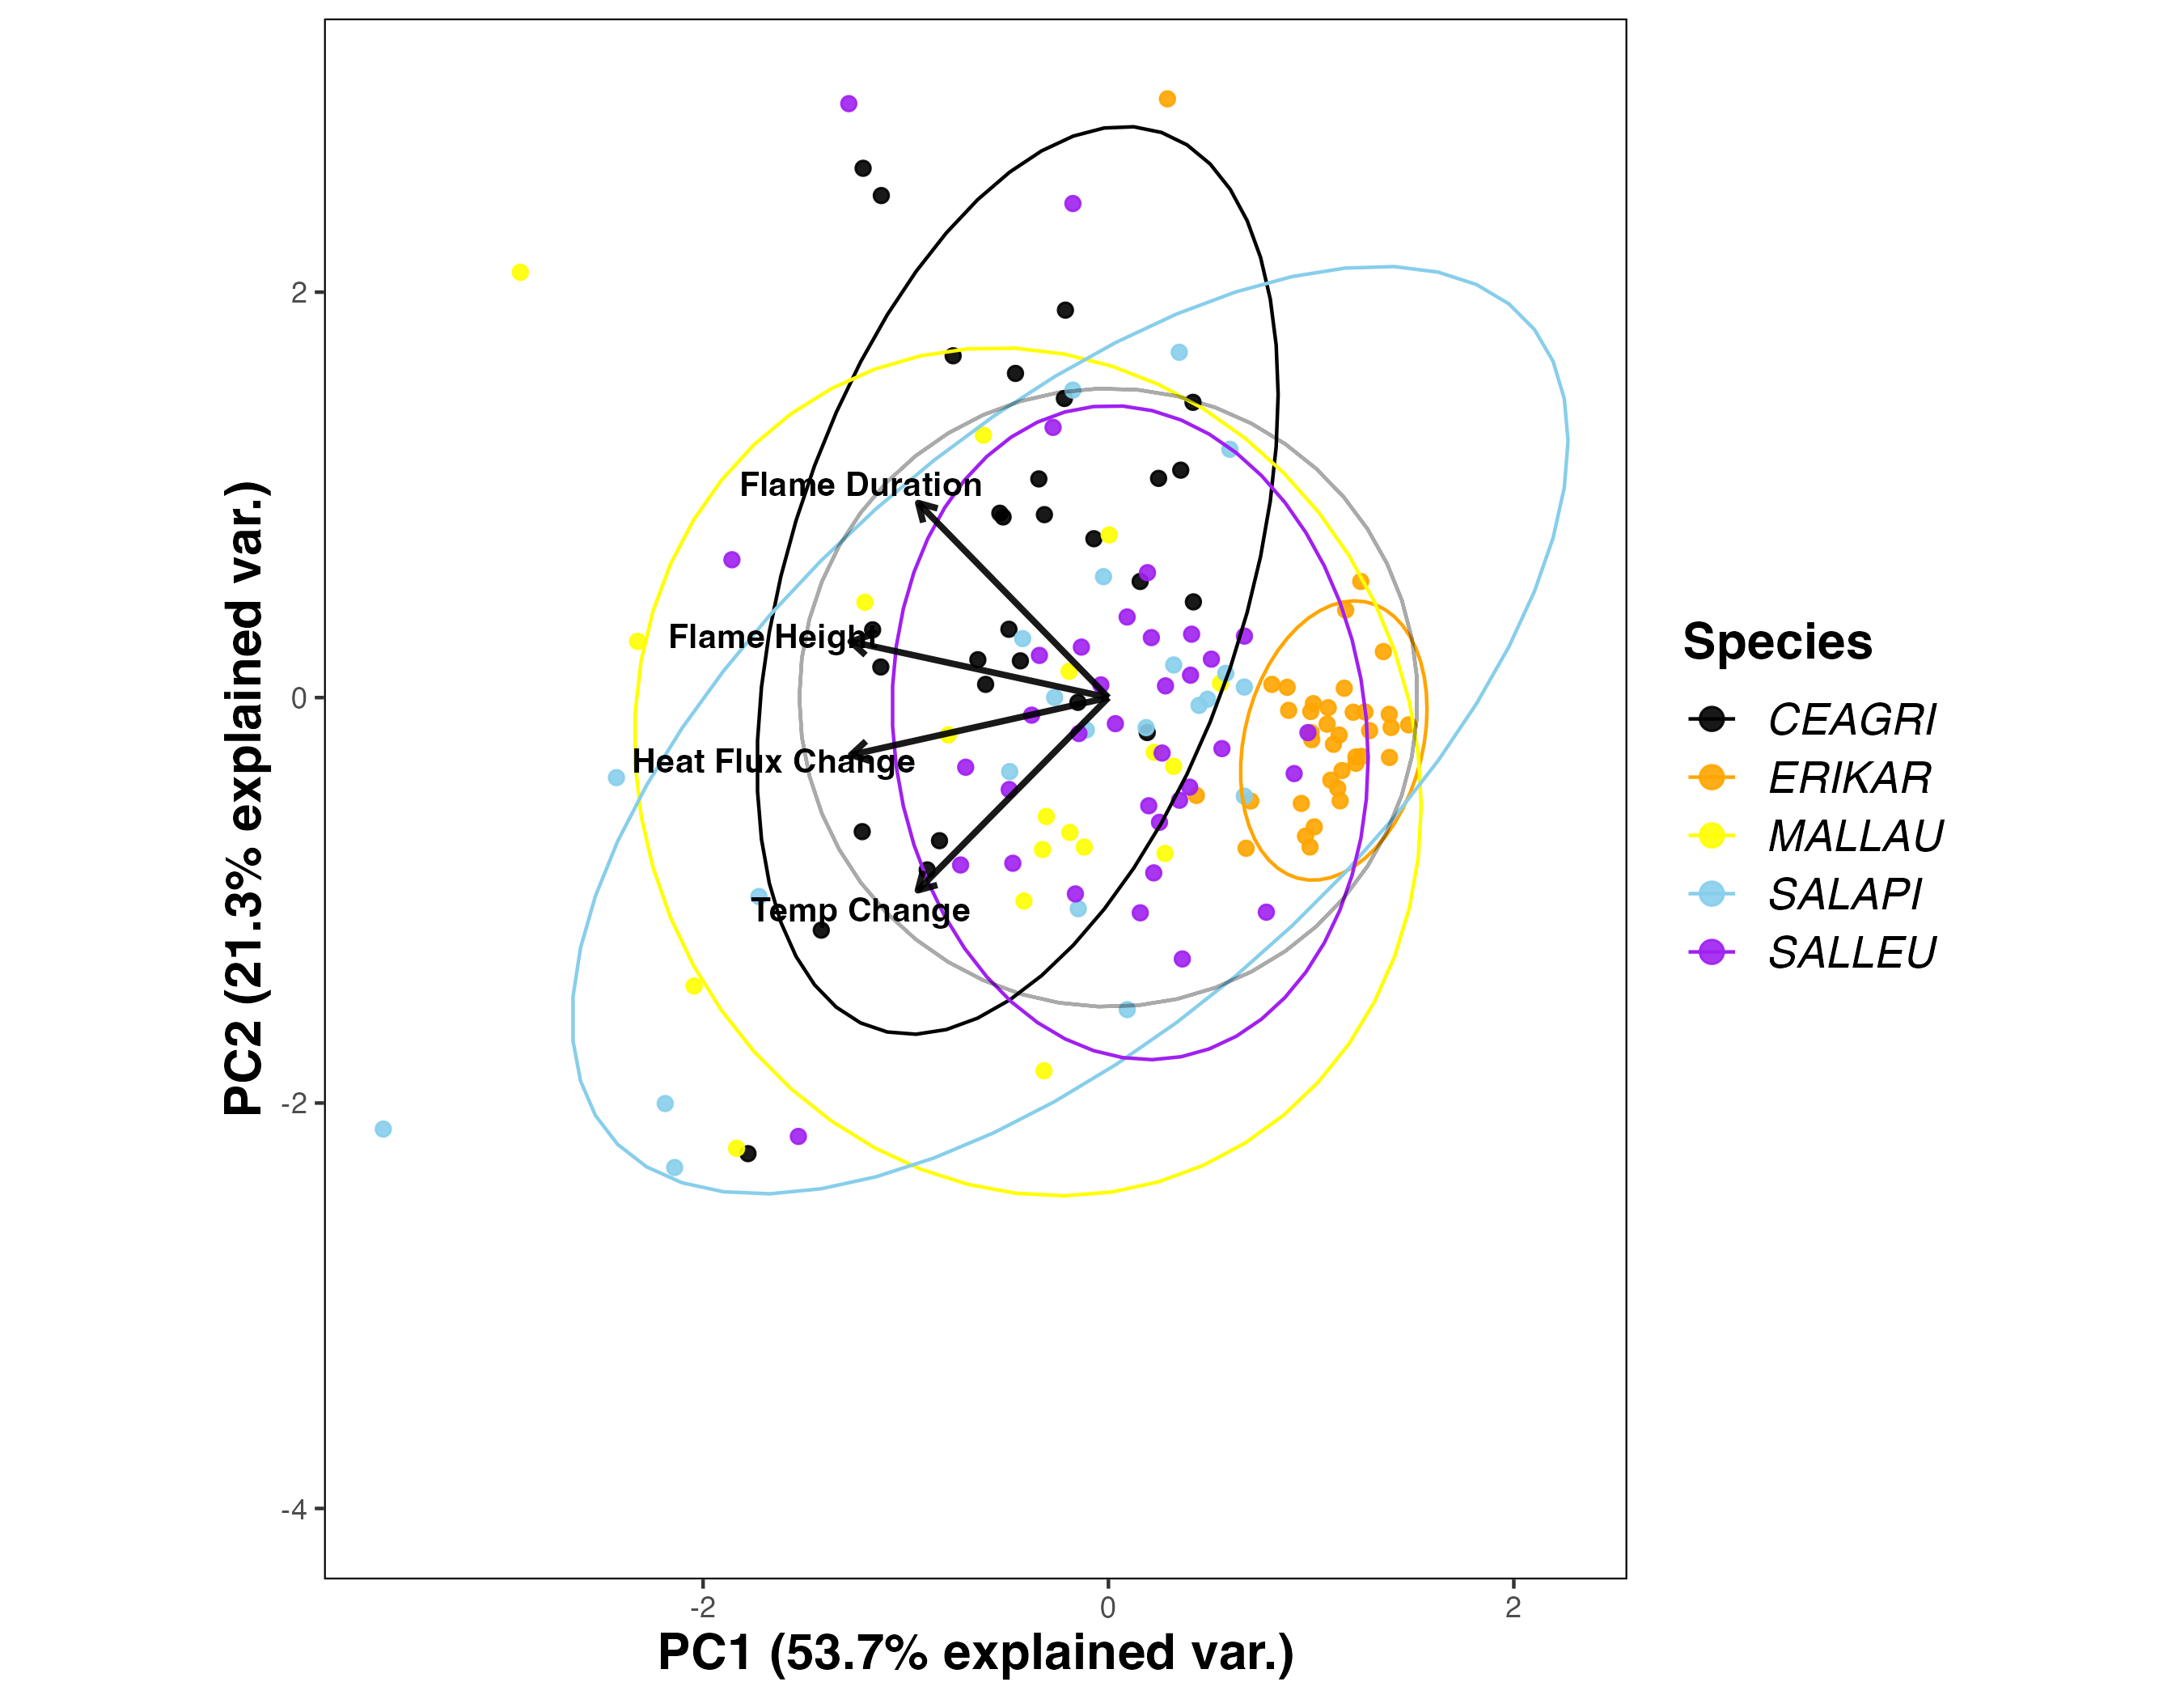 2
0
-2
-4
-2
0
2
PC2 (21.3% explained var.)
PC1 (53.7% explained var.)
Flame Duration
Flame Height
Heat Flux Change
Temp Change
Species
CEAGRI
ERIKAR
MALLAU
SALAPI
SALLEU